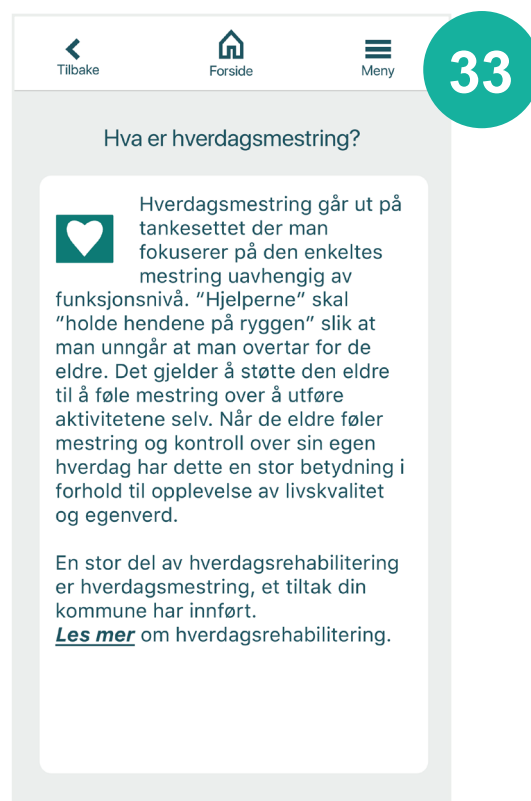 33
Tilbake
Forside
Meny
Hva er hverdagsmestring?
Hverdagsmestring går ut på
tankesettet der man
fokuserer på den enkeltes
mestring uavhengig av
funksjonsnivå. “Hjelperne” skal
“holde hendene på ryggen” slik at
man unngår at man overtar for de
eldre. Det gjelder å støtte den eldre
til å føle mestring over å utføre
aktivitetene selv. Når de eldre føler
mestring og kontroll over sin egen
hverdag har dette en stor betydning i
forhold til opplevelse av livskvalitet
og egenverd.
En stor del av hverdagsrehabilitering
er hverdagsmestring, et tiltak din
kommune har innført.
Les mer om hverdagsrehabilitering.